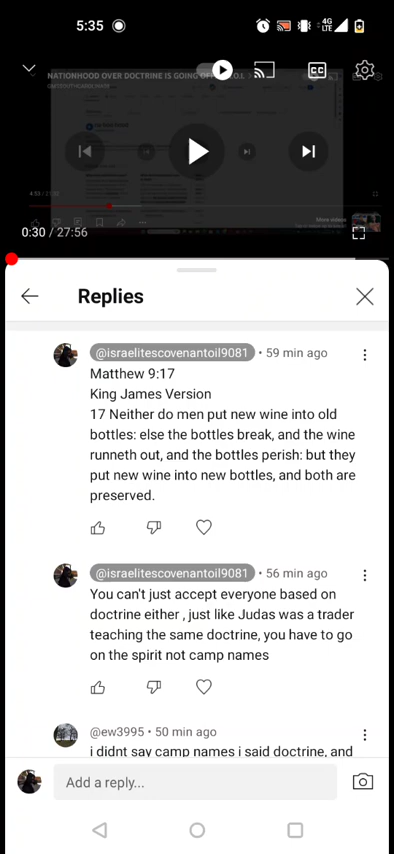 5:35
4G
LTE
NATIONHOOD OVER DOCTRINE IS GOING
CC
4:53
More videos
0:30 / 27:56
Replies
@israelitescovenantoil9081 • 59 min ago
Matthew 9:17
King James Version
17 Neither do men put new wine into old
bottles: else the bottles break, and the wine
runneth out, and the bottles perish: but they
put new wine into new bottles, and both are
preserved.
@israelitescovenantoil9081 • 56 min ago
You can't just accept everyone based on
doctrine either , just like Judas was a trader
teaching the same doctrine, you have to go
on the spirit not camp names
@ew3995 • 50 min ago
i didnt say camp names i said doctrine, and
Add a reply...